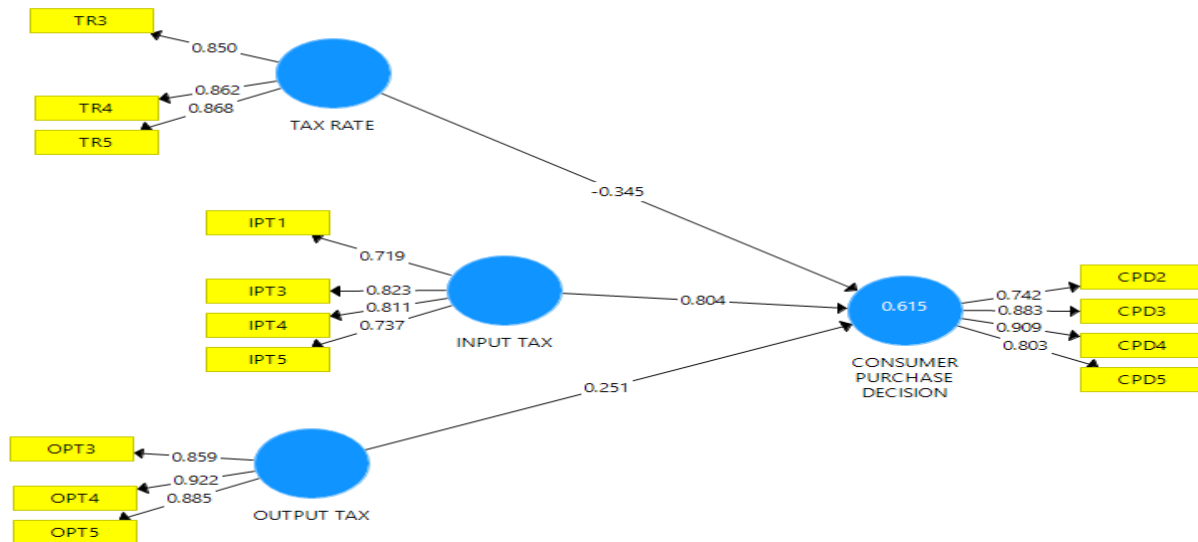 TR3
0.850
0.862
TR4
0.868
TR5
TAX RATE
-0.345
IPT1
0.719
IPT3
0.823
0.811
IPT4
0.737
IPT5
INPUT TAX
0.804
0.615
CONSUMER
PURCHASE
DECISION
CPD2
0.742
CPD3
0.883
0.909
CPD4
0.803
CPD5
0.251
OPT3
0.859
0.922
OPT4
0.885
OPT5
OUTPUT TAX